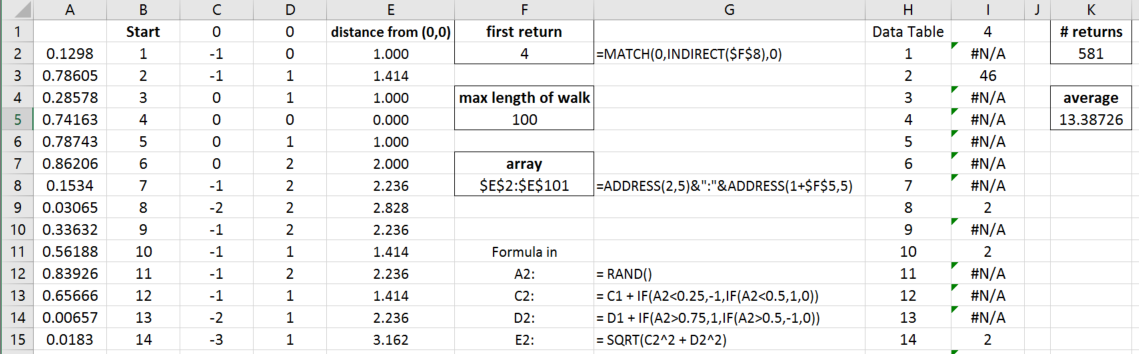 A B C D E F G H I J K
1 Start 0 0 distance from (0,0) first return Data Table 4 # returns
2 0.1298 1 -1 0 1.000 4 =MATCH(0,INDIRECT($F$8),0) 1 #N/A 581
3 0.78605 2 -1 1 1.414 2 46
4 0.28578 3 0 1 1.000 max length of walk 3 #N/A average
5 0.74163 4 0 0 0.000 100 4 #N/A 13.38726
6 0.78743 5 0 1 1.000 5 #N/A
7 0.86206 6 0 2 2.000 array 6 #N/A
8 0.1534 7 -1 2 2.236 $E$2:$E$101 =ADDRESS(2,5)&":"&ADDRESS(1+$F$5,5) 7 #N/A
9 0.03065 8 -2 2 2.828 8 2
10 0.33632 9 -1 2 2.236 9 #N/A
11 0.56188 10 -1 1 1.414 Formula in 10 2
12 0.83926 11 -1 2 2.236 A2: = RAND() 11 #N/A
13 0.65666 12 -1 1 1.414 C2: = C1 + IF(A2<0.25,-1,IF(A2<0.5,1,0)) 12 #N/A
14 0.00657 13 -2 1 2.236 D2: = D1 + IF(A2>0.75,1,IF(A2>0.5,-1,0)) 13 #N/A
15 0.0183 14 -3 1 3.162 E2: = SQRT(C2^2 + D2^2) 14 2